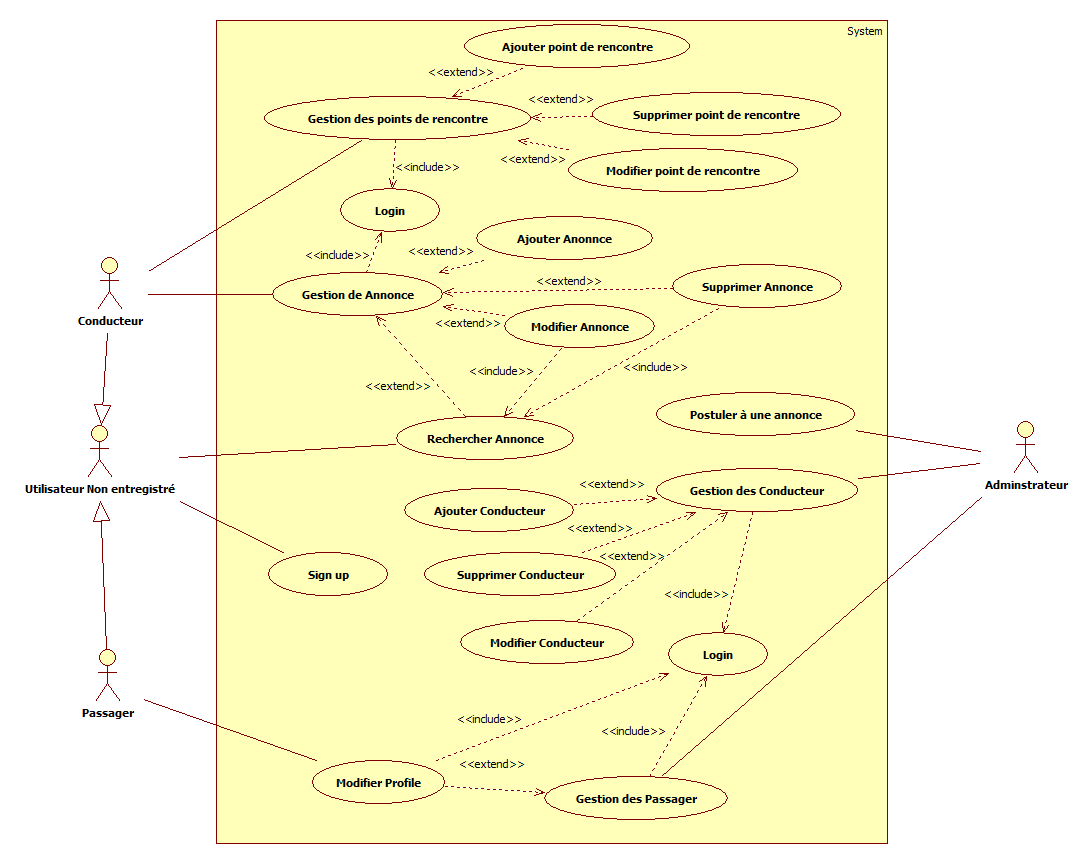 System
Ajouter point de rencontre
<<extend>>
<<extend>>
Gestion des points de rencontre
Supprimer point de rencontre
<<extend>>
<<include>>
Modifier point de rencontre
Login
Ajouter Anonnce
<<include>>
<<extend>>
<<extend>>
Supprimer Annonce
Gestion de Annonce
<<extend>>
Modifier Annonce
Conducteur
<<include>>
<<include>>
<<extend>>
Postuler à une annonce
Rechercher Annonce
Utilisateur Non entregistré
Adminstrateur
<<extend>>
Gestion des Conducteur
Ajouter Conducteur
<<extend>>
<<extend>>
Sign up
Supprimer Conducteur
<<include>>
Modifier Conducteur
Login
Passager
<<include>>
<<include>>
<<extend>>
Modifier Profile
Gestion des Passager